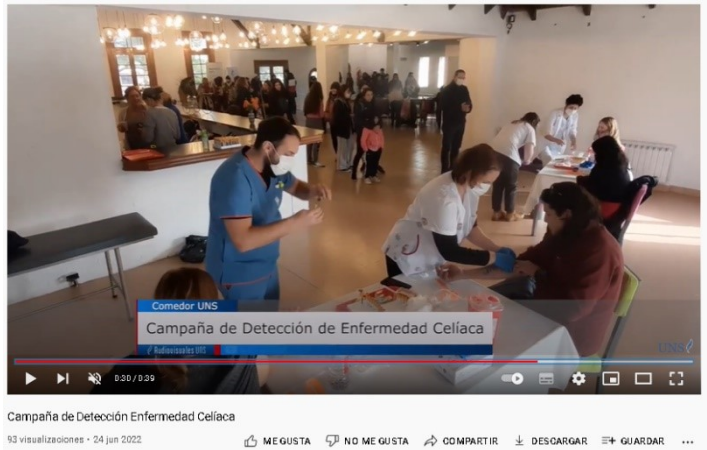 Comedor UNS
Campaña de Detección de Enfermedad Celíaca
Radiovisuales UNS
UNS
0:30 / 0:39
Campaña de Detección Enfermedad Celíaca
93 visualizaciones • 24 jun 2022
ME GUSTA
NO ME GUSTA
COMPARTIR
DESCARGAR
GUARDAR
...